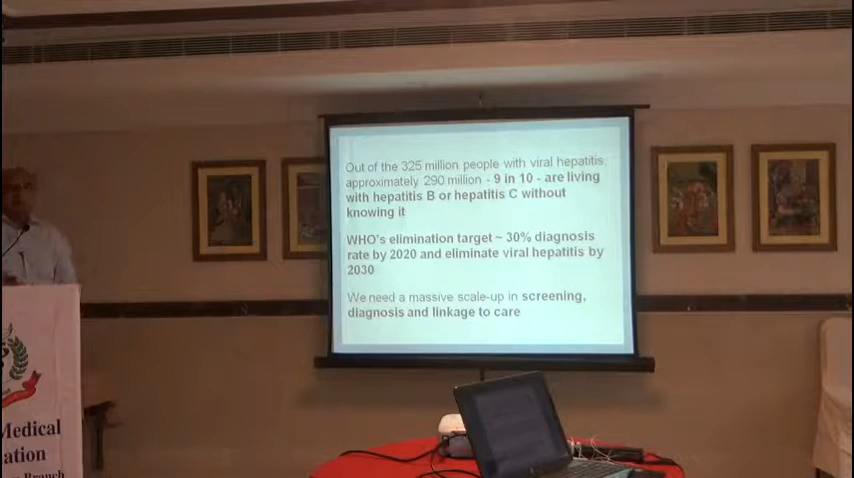 Out of the 325 million people with viral hepatitis,
approximately 290 million - 9 in 10 - are living
with hepatitis B or hepatitis C without
knowing it
WHO's elimination target ~ 30% diagnosis
rate by 2020 and eliminate viral hepatitis by
2030
We need a massive scale-up in screening,
diagnosis and linkage to care
Medical
ation
Branch